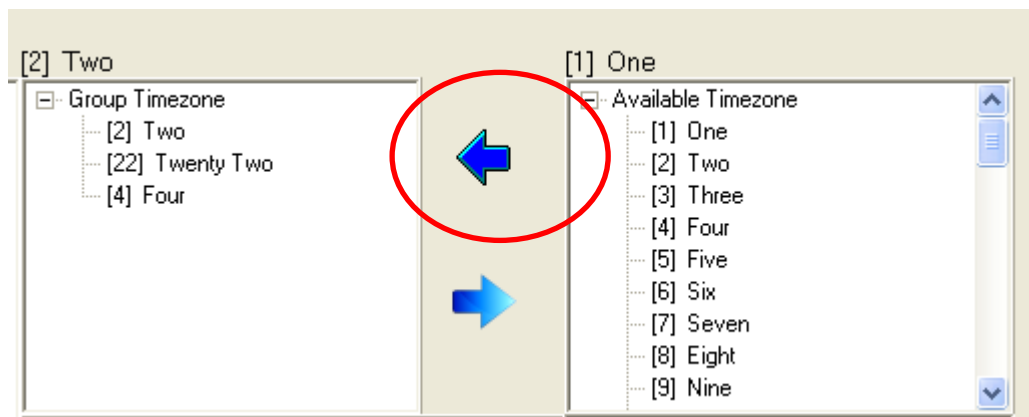 [2] Two
Group Timezone
[2] Two
[22] Twenty Two
[4] Four
[1] One
Available Timezone
[1] One
[2] Two
[3] Three
[4] Four
[5] Five
[6] Six
[7] Seven
[8] Eight
[9] Nine